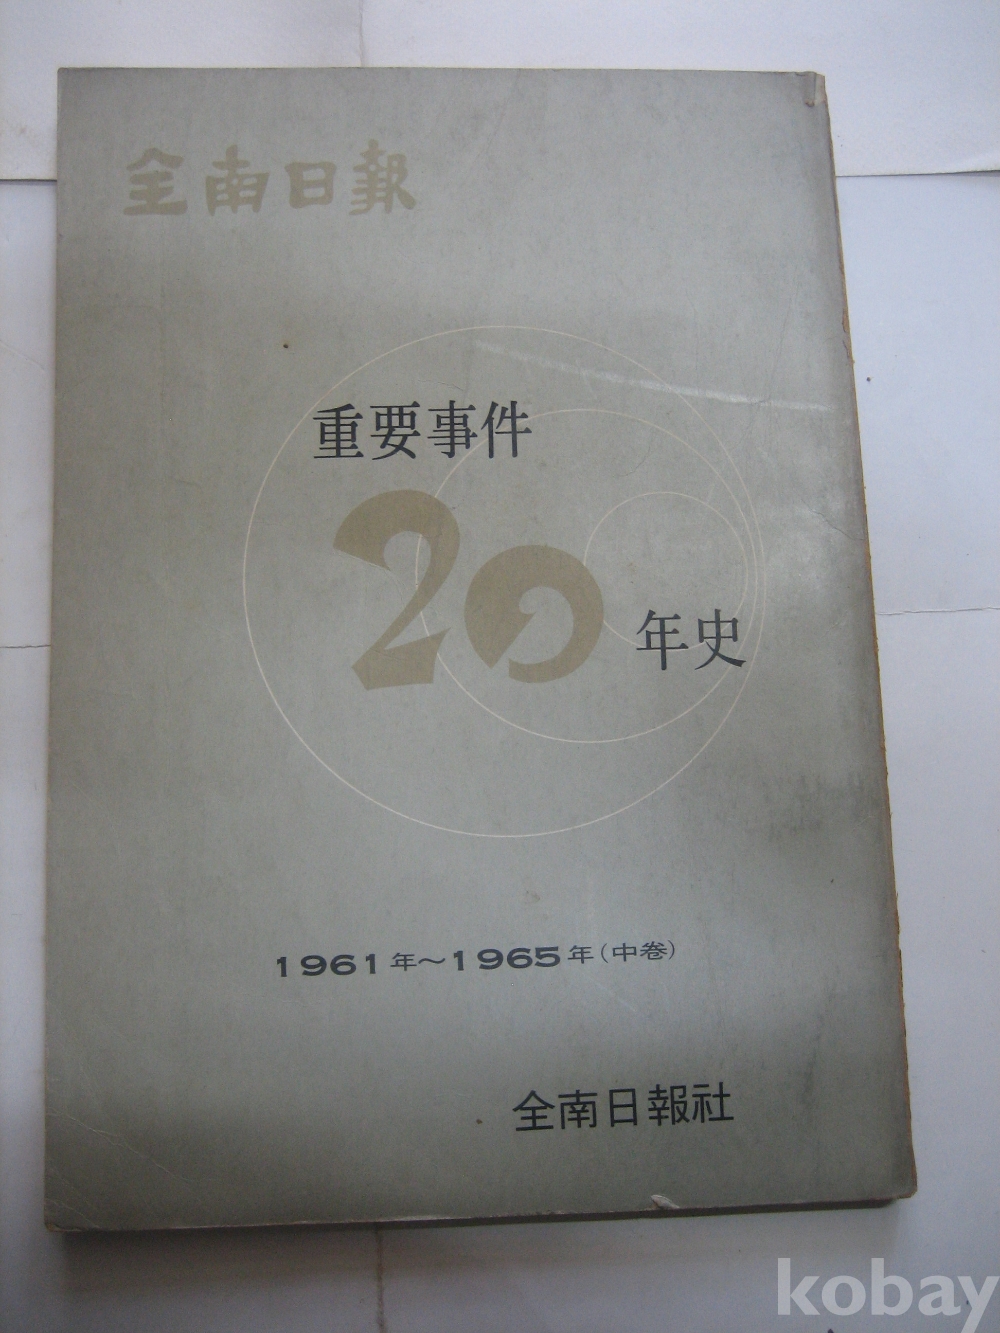 全南日報
重要事件
20
年史
1961年～1965年(中巻)
全南日報社
kobay